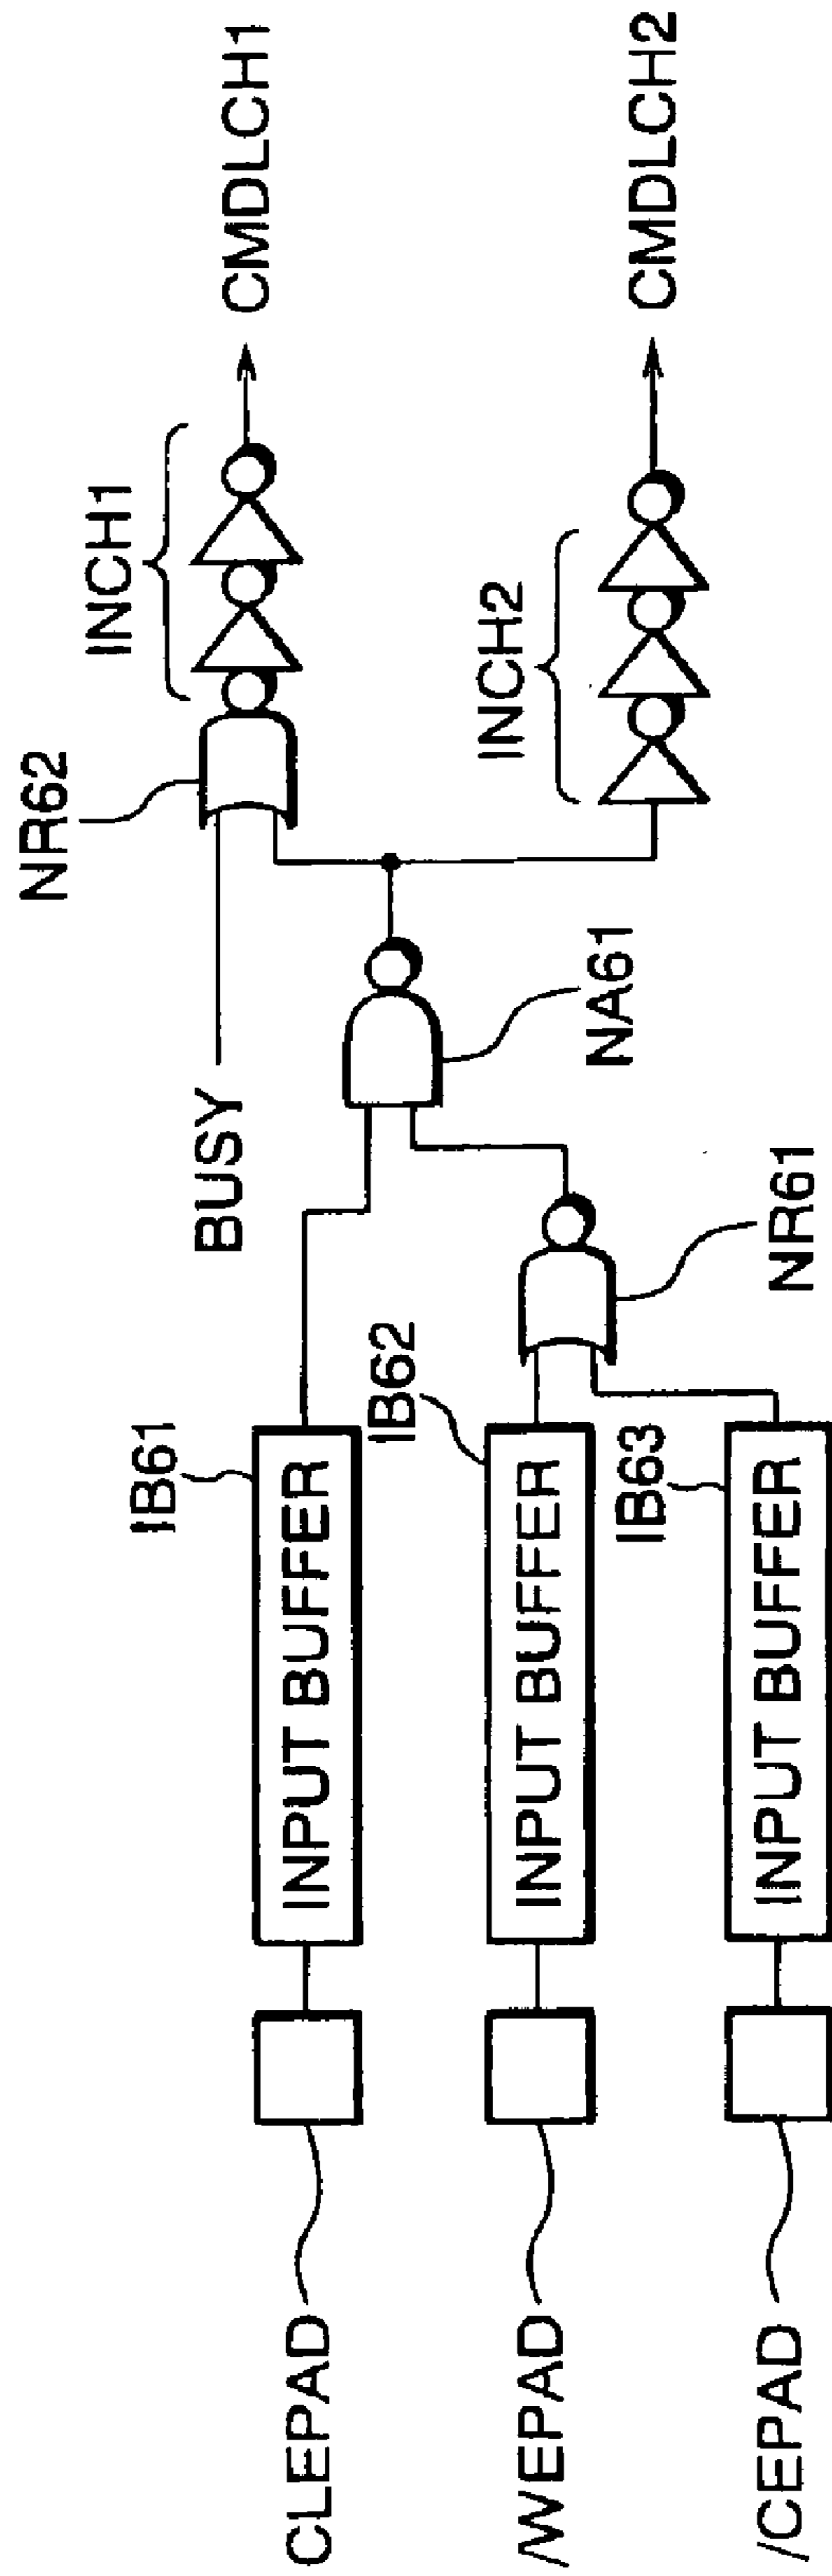 CLEPAD
INPUT BUFFER
IB61
/WEPAD
INPUT BUFFER
IB62
/CEPAD
INPUT BUFFER
IB63
NR61
NA61
BUSY
NR62
INCH1
CMDLCH1
INCH2
CMDLCH2